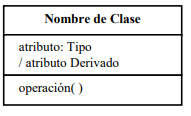 Nombre de Clase
atributo: Tipo
/ atributo Derivado
operación( )